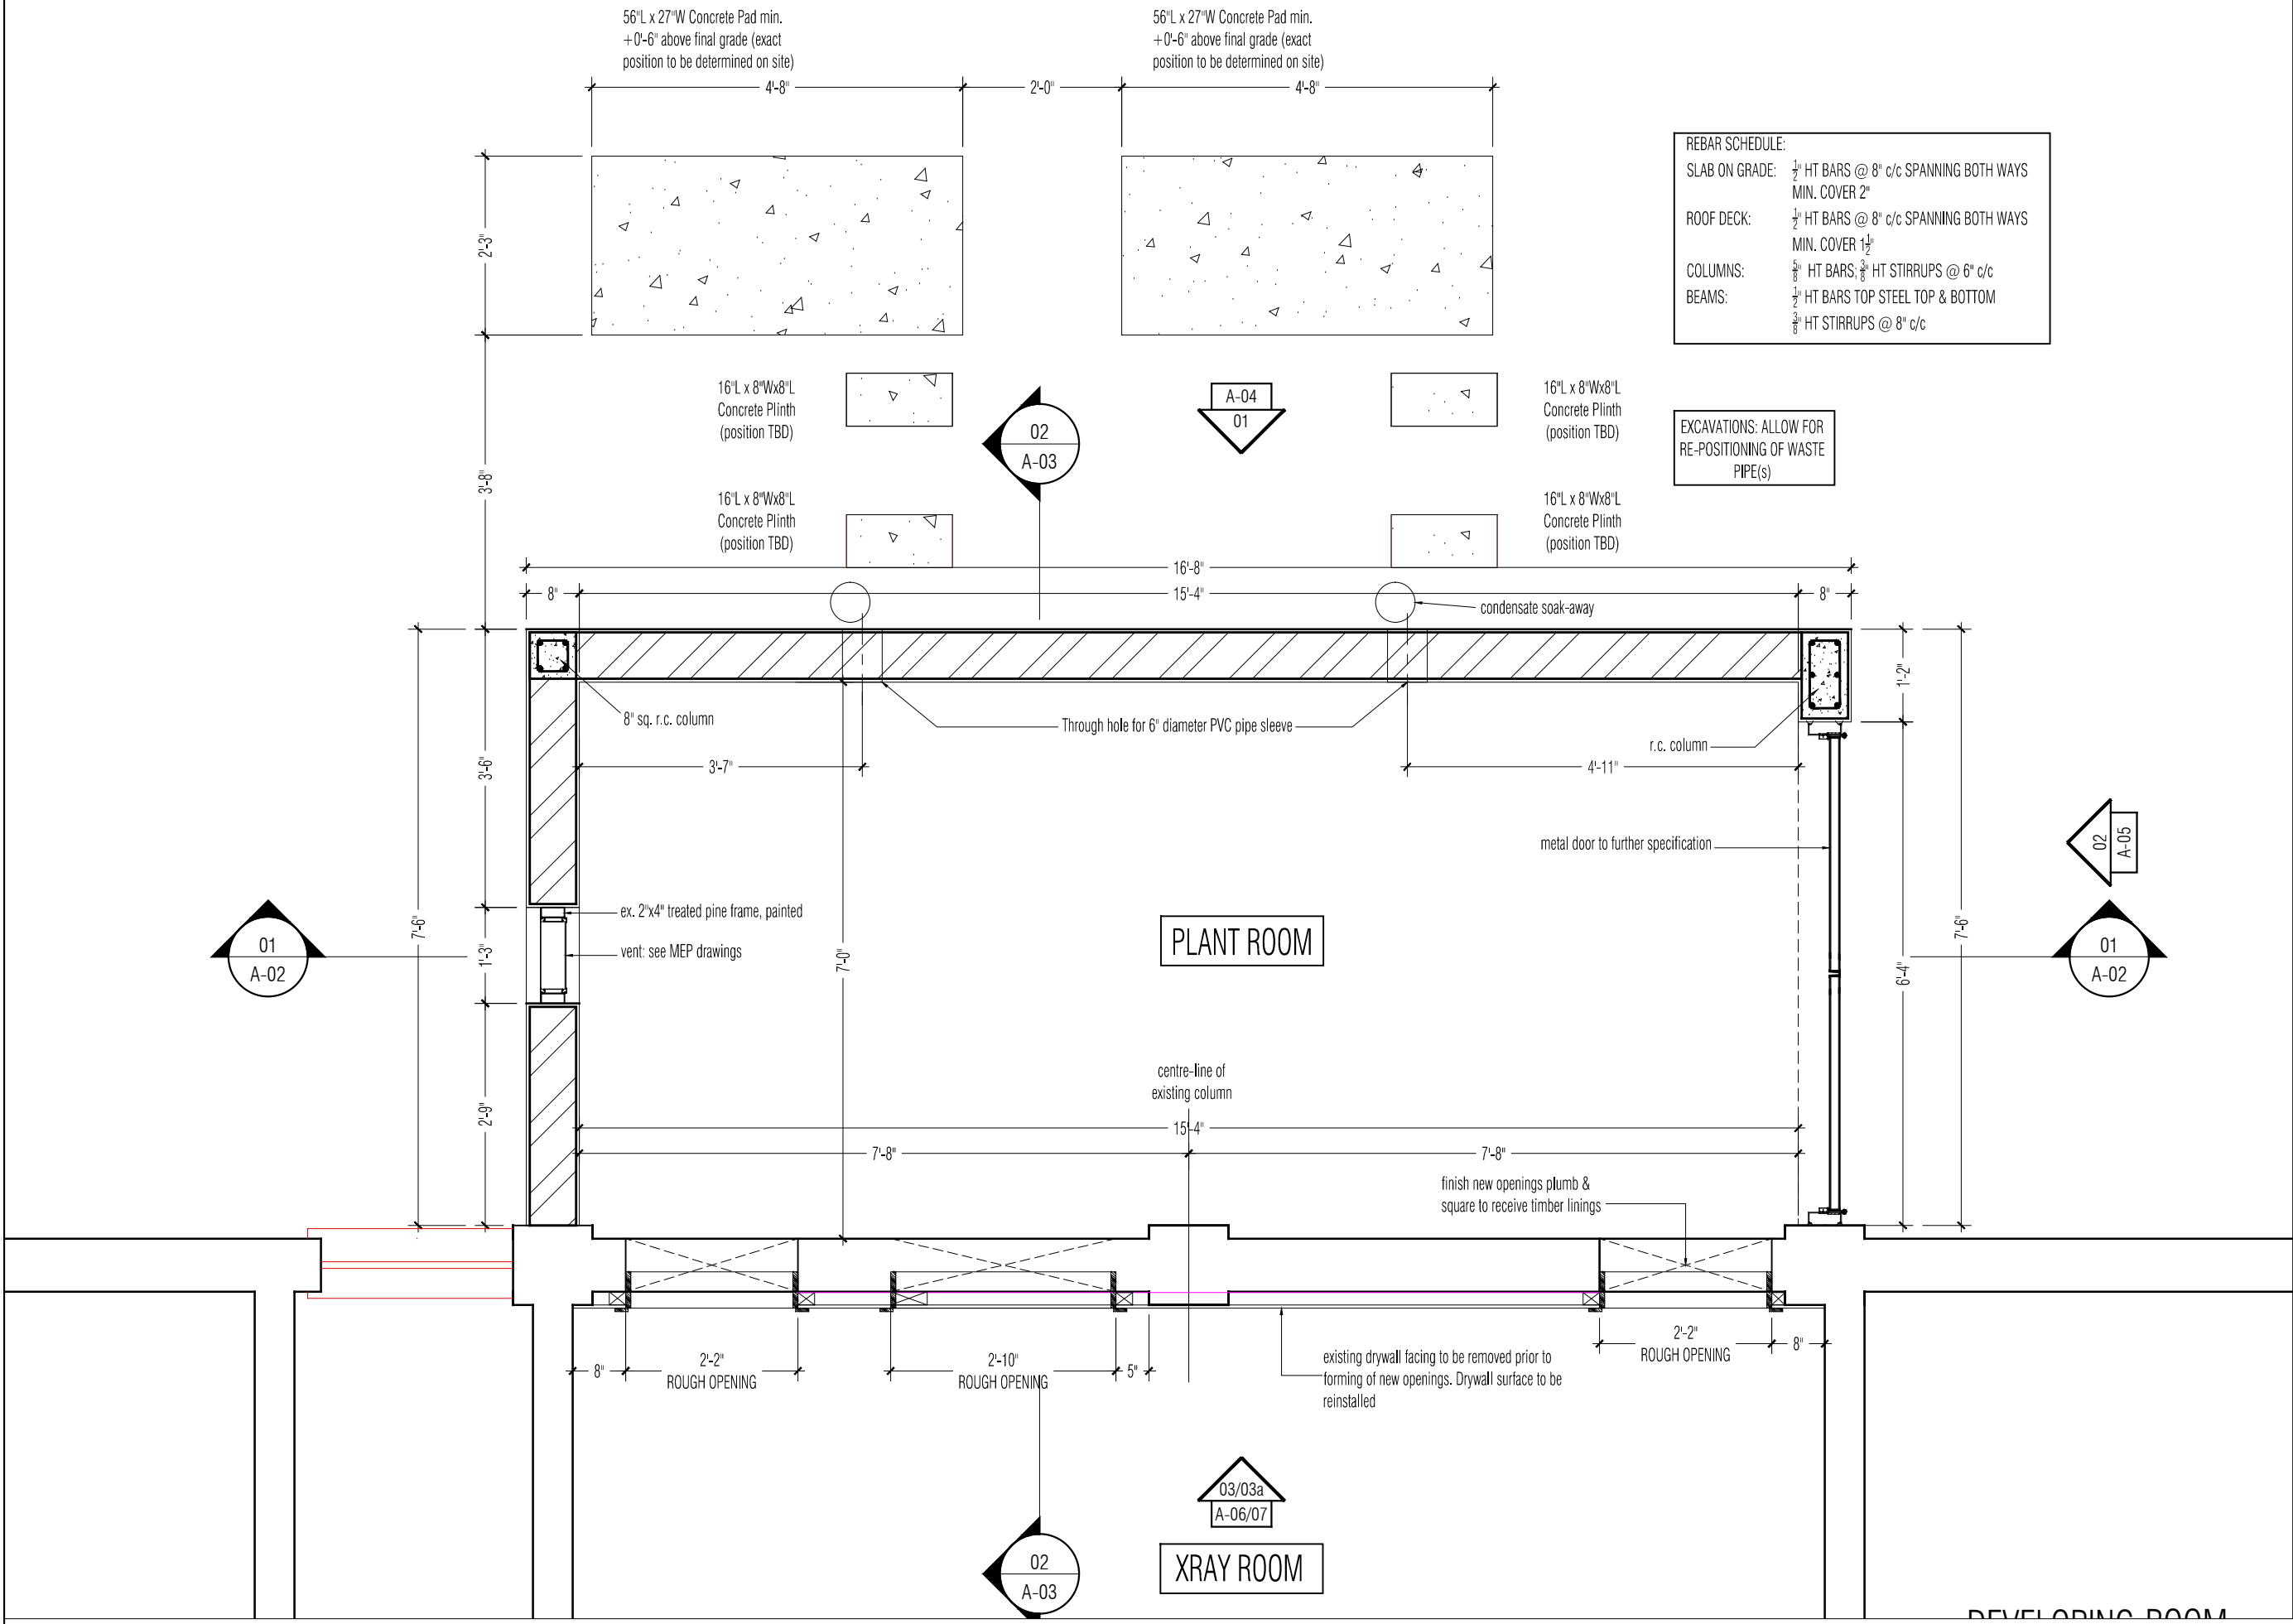 56"L x 27"W Concrete Pad min.
+0'-6" above final grade (exact
position to be determined on site)
56"L x 27"W Concrete Pad min.
+0'-6" above final grade (exact
position to be determined on site)
4'-8"
2'-0"
4'-8"
REBAR SCHEDULE:
SLAB ON GRADE: 1/2" HT BARS @ 8" c/c SPANNING BOTH WAYS
MIN. COVER 2"
ROOF DECK: 1/2" HT BARS @ 8" c/c SPANNING BOTH WAYS
MIN. COVER 1 1/2"
COLUMNS: 5/8" HT BARS; 3/8" HT STIRRUPS @ 6" c/c
BEAMS: 1/2" HT BARS TOP STEEL TOP & BOTTOM
3/8" HT STIRRUPS @ 8" c/c
2'-3"
16"L x 8"Wx8"L
Concrete Plinth
(position TBD)
02
A-03
A-04
01
16"L x 8"Wx8"L
Concrete Plinth
(position TBD)
EXCAVATIONS: ALLOW FOR
RE-POSITIONING OF WASTE
PIPE(s)
3'-8"
16"L x 8"Wx8"L
Concrete Plinth
(position TBD)
16"L x 8"Wx8"L
Concrete Plinth
(position TBD)
16'-8"
8"
15'-4"
8"
condensate soak-away
8" sq. r.c. column
Through hole for 6" diameter PVC pipe sleeve
r.c. column
1'-2"
3'-6"
3'-7"
4'-11"
metal door to further specification
02
A-05
ex. 2"x4" treated pine frame, painted
vent: see MEP drawings
01
A-02
7'-6"
1'-3"
7'-0"
PLANT ROOM
6'-4"
7'-6"
01
A-02
centre-line of
existing column
2'-9"
15'-4"
7'-8"
7'-8"
finish new openings plumb &
square to receive timber linings
8"
2'-2"
ROUGH OPENING
2'-10"
ROUGH OPENING
5"
existing drywall facing to be removed prior to
forming of new openings. Drywall surface to be
reinstalled
2'-2"
ROUGH OPENING
8"
03/03a
A-06/07
02
A-03
XRAY ROOM
DEVELOPING ROOM